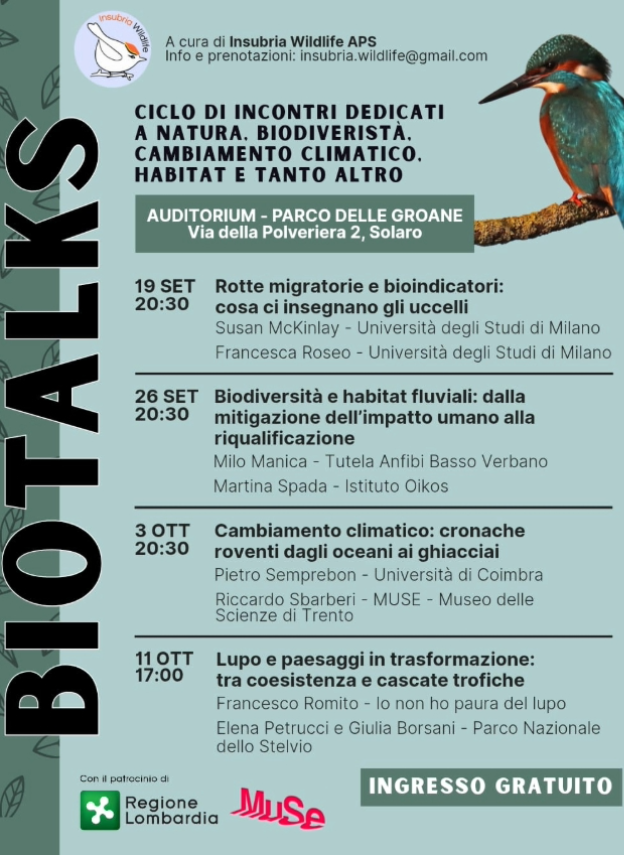 Insubria Wildlife
A cura di Insubria Wildlife APS
Info e prenotazioni: insubria.wildlife@gmail.com
CICLO DI INCONTRI DEDICATI
A NATURA, BIODIVERISTÀ,
CAMBIAMENTO CLIMATICO,
HABITAT E TANTO ALTRO
AUDITORIUM - PARCO DELLE GROANE
Via della Polveriera 2, Solaro
BIOTALKS
19 SET
20:30
Rotte migratorie e bioindicatori:
cosa ci insegnano gli uccelli
Susan McKinlay - Università degli Studi di Milano
Francesca Roseo - Università degli Studi di Milano
26 SET
20:30
Biodiversità e habitat fluviali: dalla
mitigazione dell'impatto umano alla
riqualificazione
Milo Manica - Tutela Anfibi Basso Verbano
Martina Spada - Istituto Oikos
3 OTT
20:30
Cambiamento climatico: cronache
roventi dagli oceani ai ghiacciai
Pietro Semprebon - Università di Coimbra
Riccardo Sbarberi - MUSE - Museo delle
Scienze di Trento
11 OTT
17:00
Lupo e paesaggi in trasformazione:
tra coesistenza e cascate trofiche
Francesco Romito - Io non ho paura del lupo
Elena Petrucci e Giulia Borsani - Parco Nazionale
dello Stelvio
Con il patrocinio di
Regione
Lombardia
MUSe
INGRESSO GRATUITO